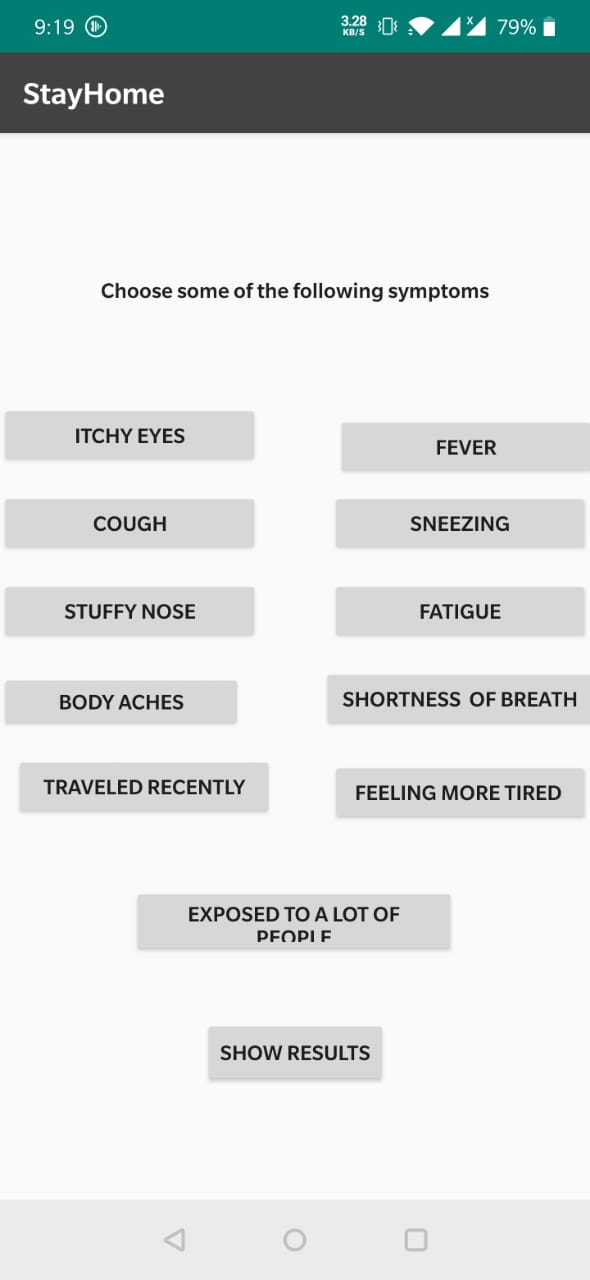 9:19 3.28 KB/S X 79%
StayHome
Choose some of the following symptoms
ITCHY EYES
FEVER
COUGH
SNEEZING
STUFFY NOSE
FATIGUE
BODY ACHES
SHORTNESS OF BREATH
TRAVELED RECENTLY
FEELING MORE TIRED
EXPOSED TO A LOT OF
PEOPLE
SHOW RESULTS